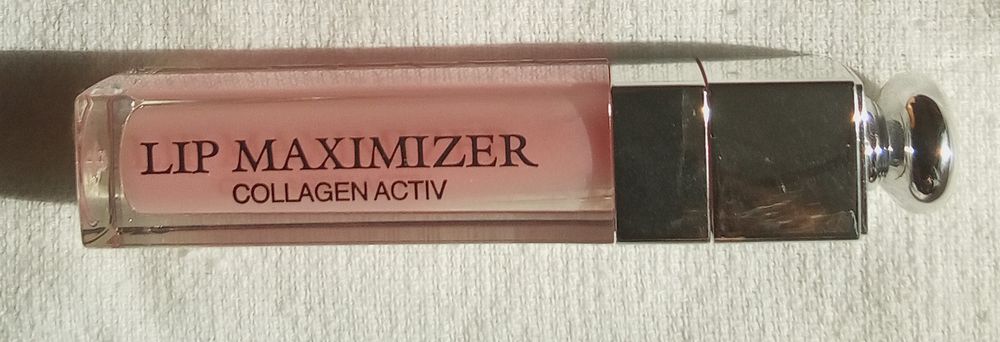 LIP MAXIMIZER
COLLAGEN ACTIV